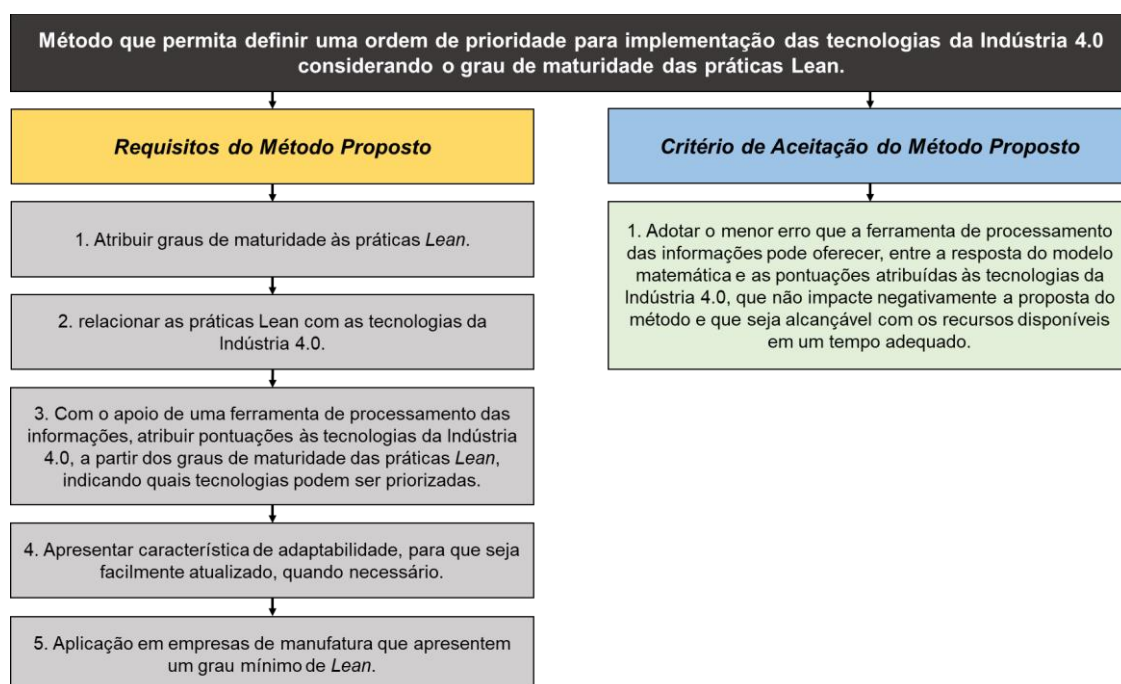 Método que permita definir uma ordem de prioridade para implementação das tecnologias da Indústria 4.0
considerando o grau de maturidade das práticas Lean.
Requisitos do Método Proposto
1. Atribuir graus de maturidade às práticas Lean.
2. relacionar as práticas Lean com as tecnologias da
Indústria 4.0.
3. Com o apoio de uma ferramenta de processamento das
informações, atribuir pontuações às tecnologias da Indústria
4.0, a partir dos graus de maturidade das práticas Lean,
indicando quais tecnologias podem ser priorizadas.
4. Apresentar característica de adaptabilidade, para que seja
facilmente atualizado, quando necessário.
5. Aplicação em empresas de manufatura que apresentem
um grau mínimo de Lean.
Critério de Aceitação do Método Proposto
1. Adotar o menor erro que a ferramenta de processamento
das informações pode oferecer, entre a resposta do modelo
matemática e as pontuações atribuídas às tecnologias da
Indústria 4.0, que não impacte negativamente a proposta do
método e que seja alcançável com os recursos disponíveis
em um tempo adequado.